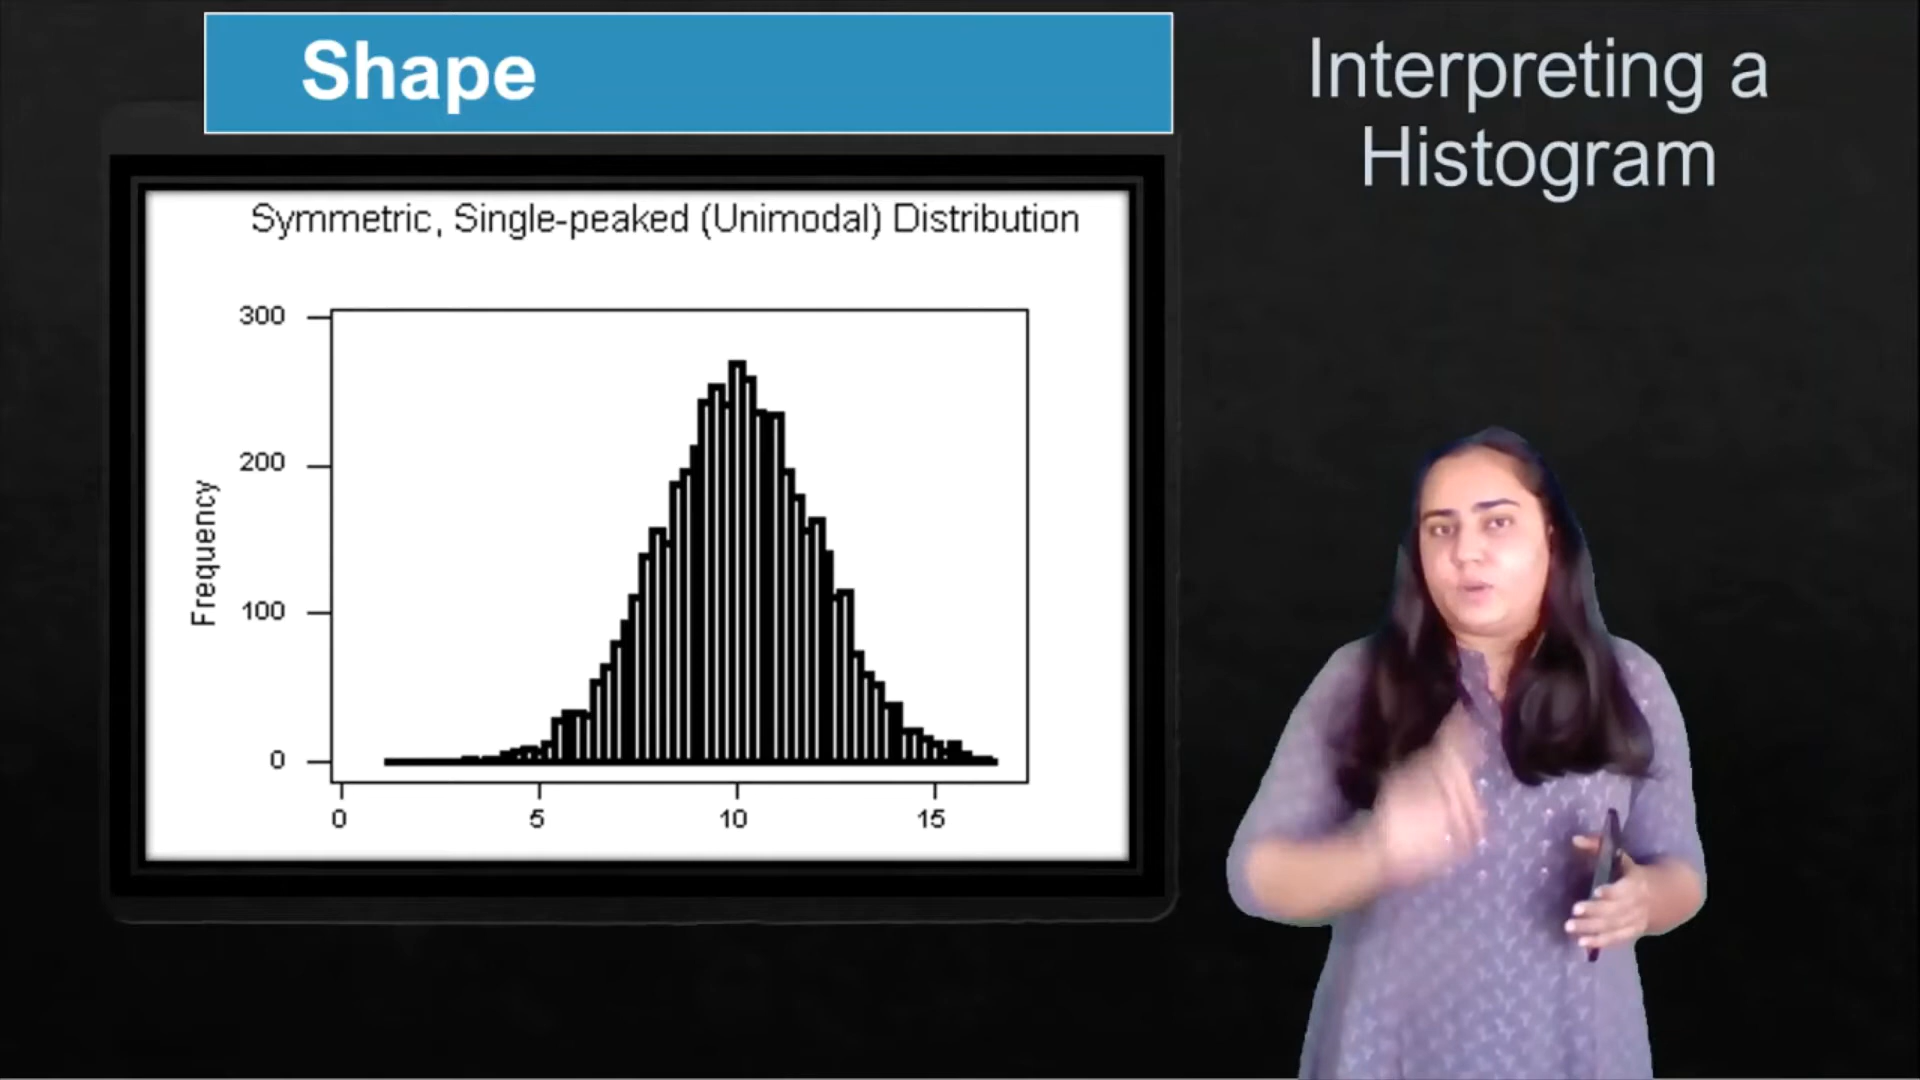 Shape
Interpreting a
Histogram
Symmetric, Single-peaked (Unimodal) Distribution
300
200
100
0
Frequency
0 5 10 15